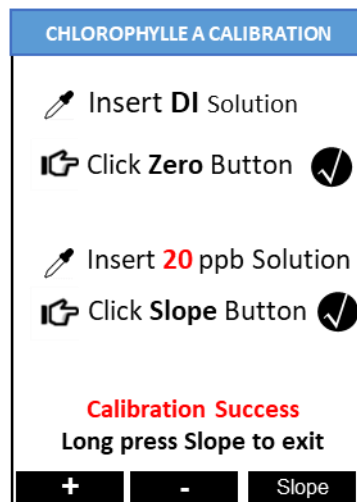 CHLOROPHYLLE A CALIBRATION
Insert DI Solution
Click Zero Button
Insert 20 ppb Solution
Click Slope Button
Calibration Success
Long press Slope to exit
+ - Slope